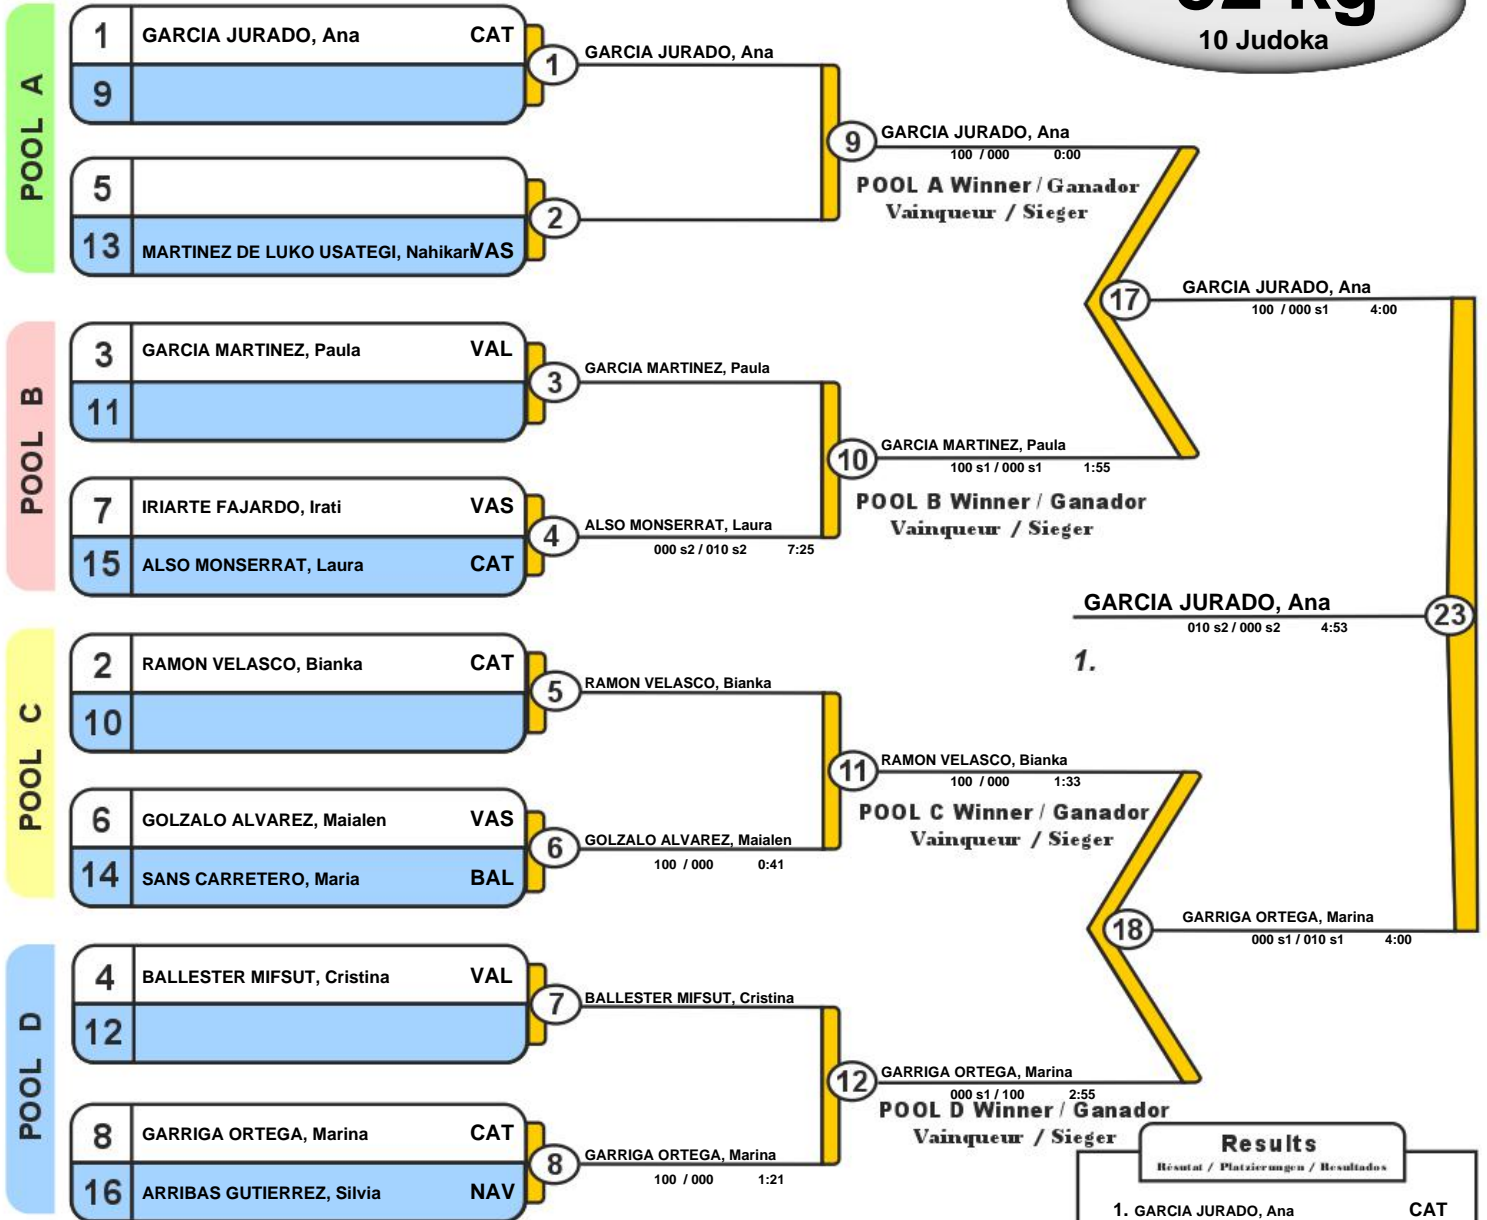 10 Judoka
POOL A
1 GARCIA JURADO, Ana CAT
9
5
13 MARTINEZ DE LUKO USATEGI, Nahikari VAS
1 GARCIA JURADO, Ana
2
9 GARCIA JURADO, Ana
100 / 000 0:00
POOL A Winner / Ganador
Vainqueur / Sieger
POOL B
3 GARCIA MARTINEZ, Paula VAL
11
7 IRIARTE FAJARDO, Irati VAS
15 ALSO MONSERRAT, Laura CAT
3 GARCIA MARTINEZ, Paula
4 ALSO MONSERRAT, Laura
000 s2 / 010 s2 7:25
10 GARCIA MARTINEZ, Paula
100 s1 / 000 s1 1:55
POOL B Winner / Ganador
Vainqueur / Sieger
17 GARCIA JURADO, Ana
100 / 000 s1 4:00
POOL C
2 RAMON VELASCO, Bianka CAT
10
6 GOLZALO ALVAREZ, Maialen VAS
14 SANS CARRETERO, Maria BAL
5 RAMON VELASCO, Bianka
6 GOLZALO ALVAREZ, Maialen
100 / 000 0:41
11 RAMON VELASCO, Bianka
100 / 000 1:33
POOL C Winner / Ganador
Vainqueur / Sieger
POOL D
4 BALLESTER MIFSUT, Cristina VAL
12
8 GARRIGA ORTEGA, Marina CAT
16 ARRIBAS GUTIERREZ, Silvia NAV
7 BALLESTER MIFSUT, Cristina
8 GARRIGA ORTEGA, Marina
100 / 000 1:21
12 GARRIGA ORTEGA, Marina
000 s1 / 100 2:55
POOL D Winner / Ganador
Vainqueur / Sieger
18 GARRIGA ORTEGA, Marina
000 s1 / 010 s1 4:00
GARCIA JURADO, Ana 23
010 s2 / 000 s2 4:53
1.
Results
Résutat / Platzierungen / Resultados
1. GARCIA JURADO, Ana CAT